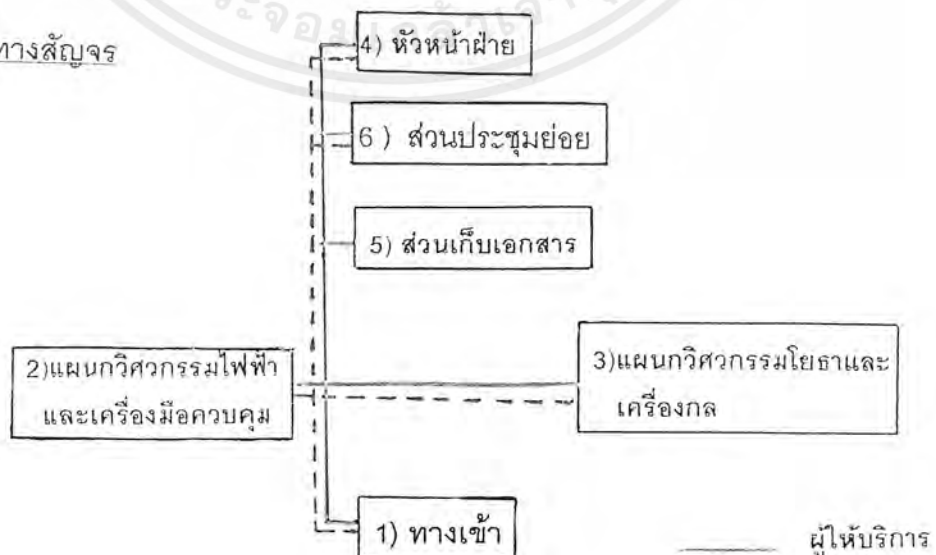 ทางสัญจร
4) หัวหน้าฝ่าย
6 ) ส่วนประชุมย่อย
5) ส่วนเก็บเอกสาร
2)แผนกวิศวกรรมไฟฟ้า
และเครื่องมือควบคุม
3)แผนกวิศวกรรมโยธาและ
เครื่องกล
1) ทางเข้า
ผู้ให้บริการ